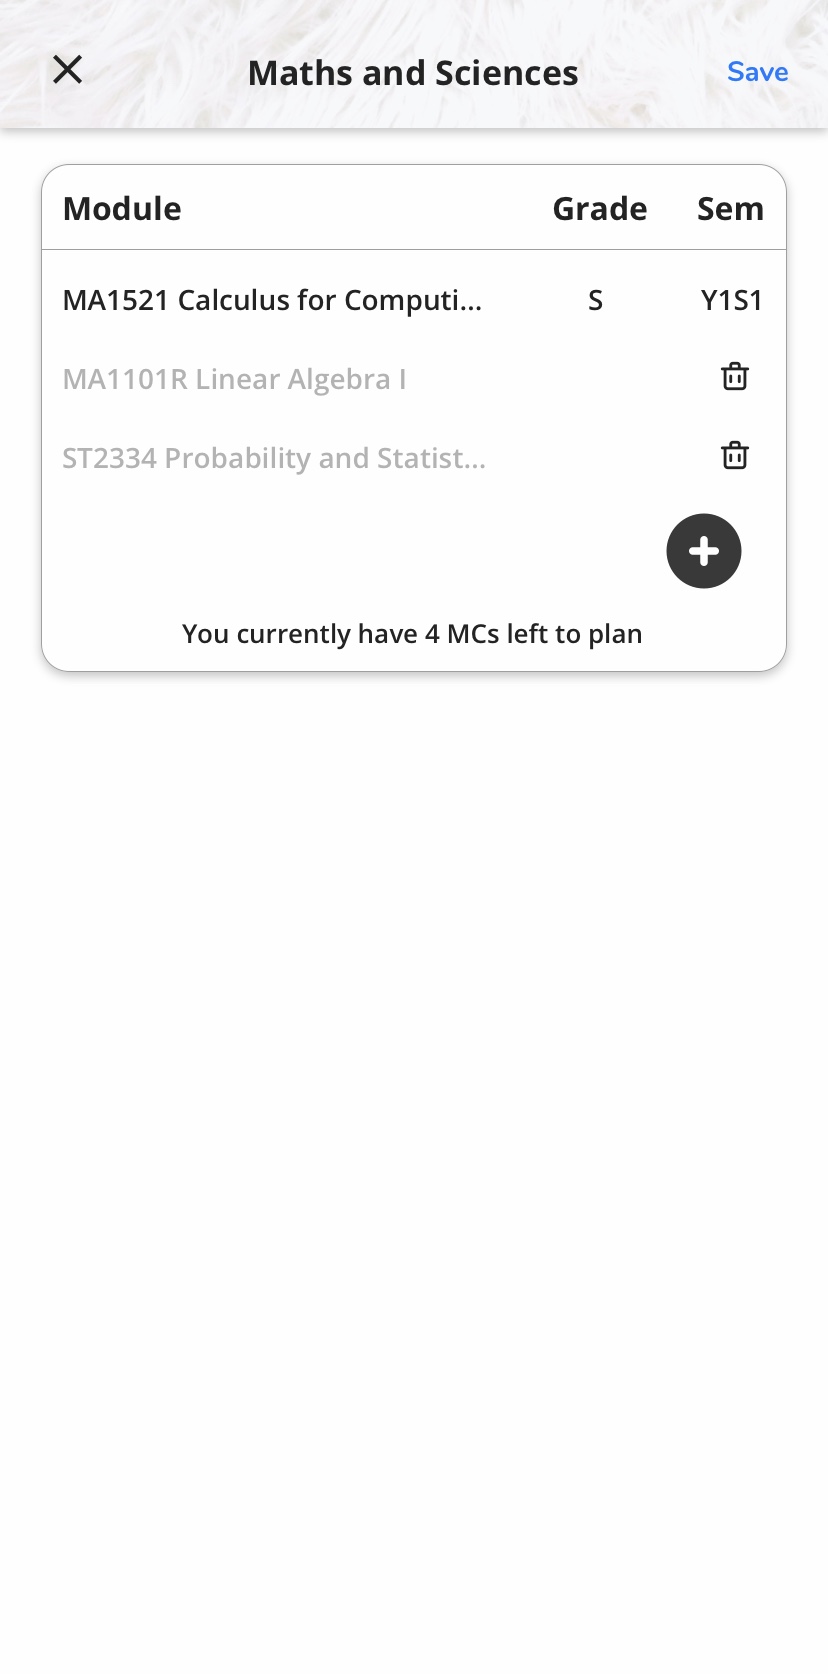 Maths and Sciences Save
Module Grade Sem
MA1521 Calculus for Computi... S Y1S1
MA1101R Linear Algebra I
ST2334 Probability and Statist...
You currently have 4 MCs left to plan